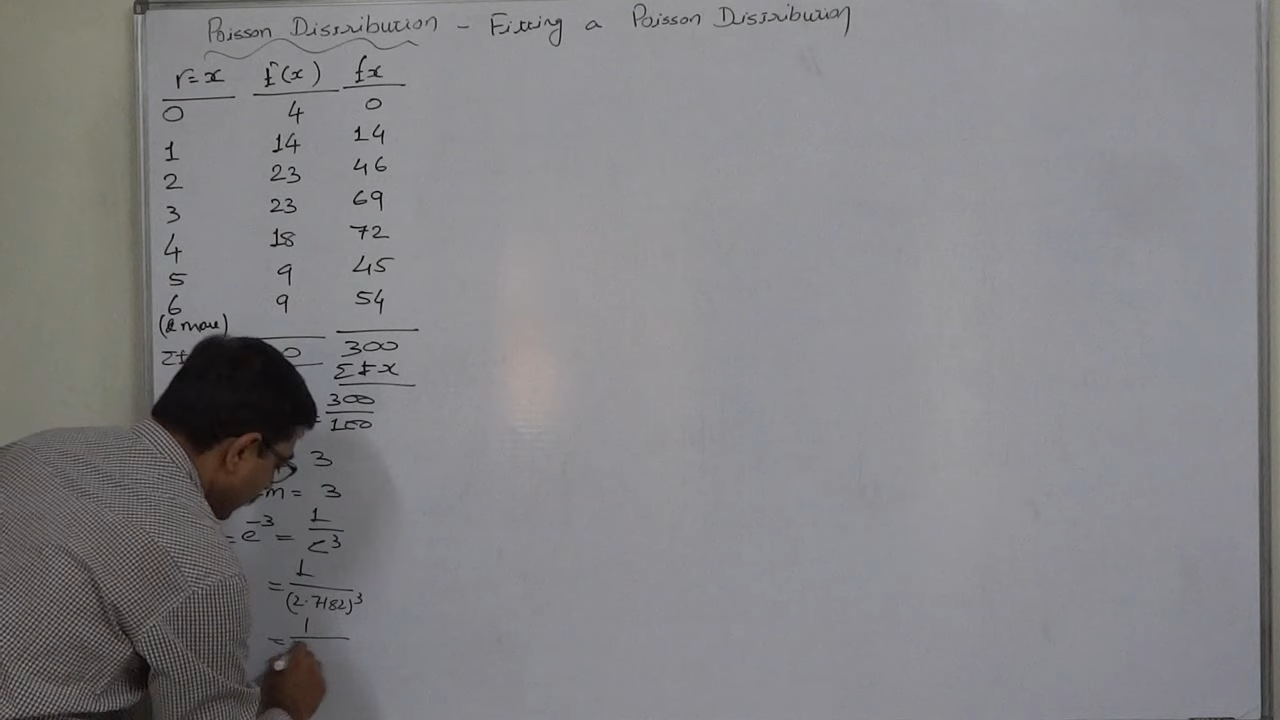 Poisson Distribution - Fitting a Poisson Distribution
r=x f(x) fx
0 4 0
1 14 14
2 23 46
3 23 69
4 18 72
5 9 45
6 9 54
(& more)
0 300
Σfx
= 300/100
3
m = 3
= e⁻³ = 1/e³
= 1/(2.7182)³
= 1